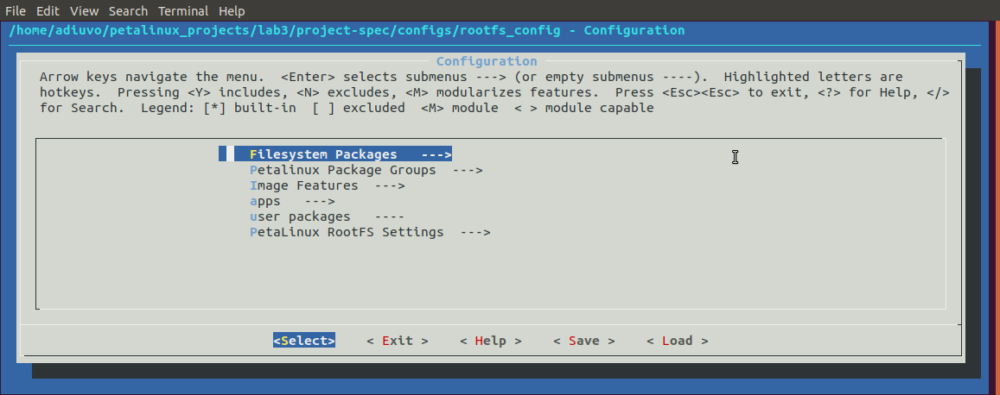 File Edit View Search Terminal Help
/home/adiuvo/petalinux_projects/lab3/project-spec/configs/rootfs_config - Configuration
Configuration
Arrow keys navigate the menu.  <Enter> selects submenus ---> (or empty submenus ----).  Highlighted letters are
hotkeys.  Pressing <Y> includes, <N> excludes, <M> modularizes features.  Press <Esc><Esc> to exit, <?> for Help, </>
for Search.  Legend: [*] built-in  [ ] excluded  <M> module  < > module capable
Filesystem Packages  --->
Petalinux Package Groups  --->
Image Features  --->
apps  --->
user packages  ----
PetaLinux RootFS Settings  --->
<Select>    < Exit >    < Help >    < Save >    < Load >